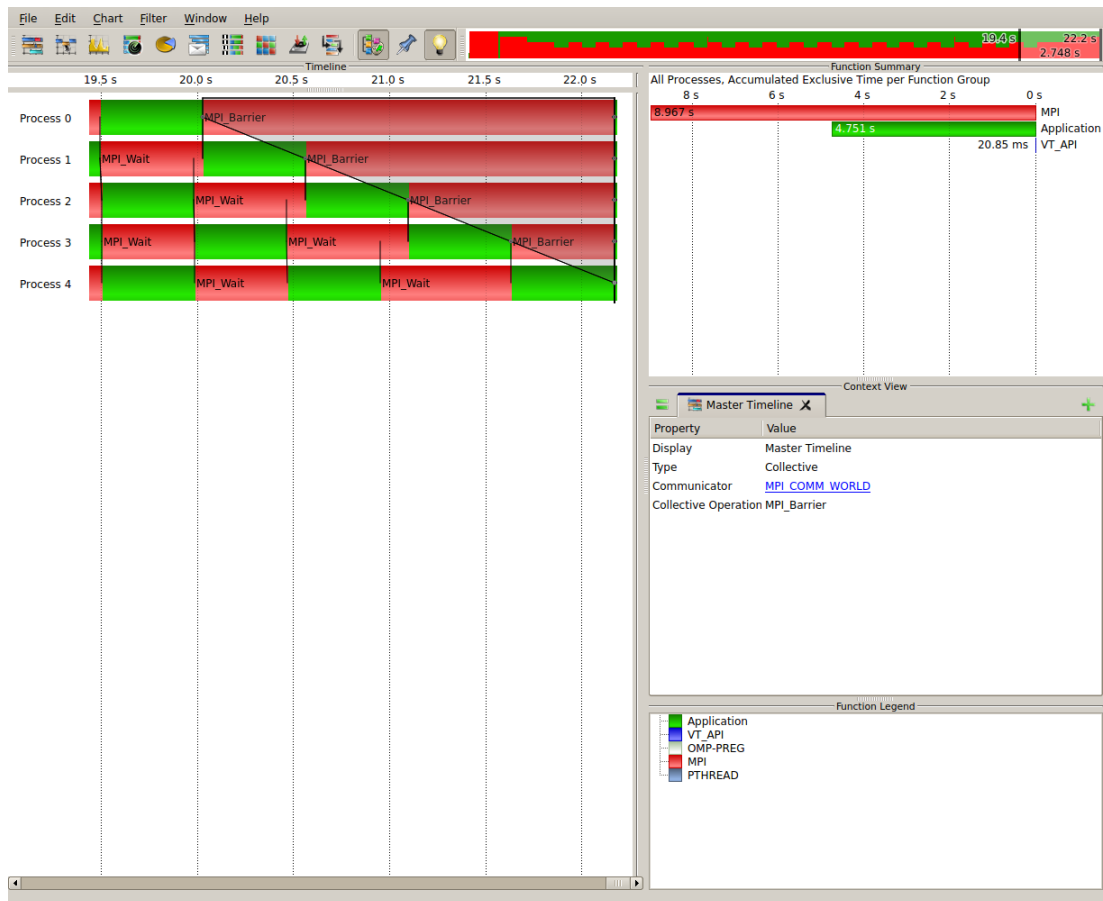 File Edit Chart Filter Window Help
19.4 s 22.2 s
2.748 s
Timeline
19.5 s 20.0 s 20.5 s 21.0 s 21.5 s 22.0 s
Process 0 MPI_Barrier
Process 1 MPI_Wait MPI_Barrier
Process 2 MPI_Wait MPI_Barrier
Process 3 MPI_Wait MPI_Wait MPI_Barrier
Process 4 MPI_Wait MPI_Wait
Function Summary
All Processes, Accumulated Exclusive Time per Function Group
8 s 6 s 4 s 2 s 0 s
8.967 s MPI
4.751 s Application
20.85 ms VT_API
Context View
Master Timeline
Property Value
Display Master Timeline
Type Collective
Communicator MPI_COMM_WORLD
Collective Operation MPI_Barrier
Function Legend
Application
VT_API
OMP-PREG
MPI
PTHREAD